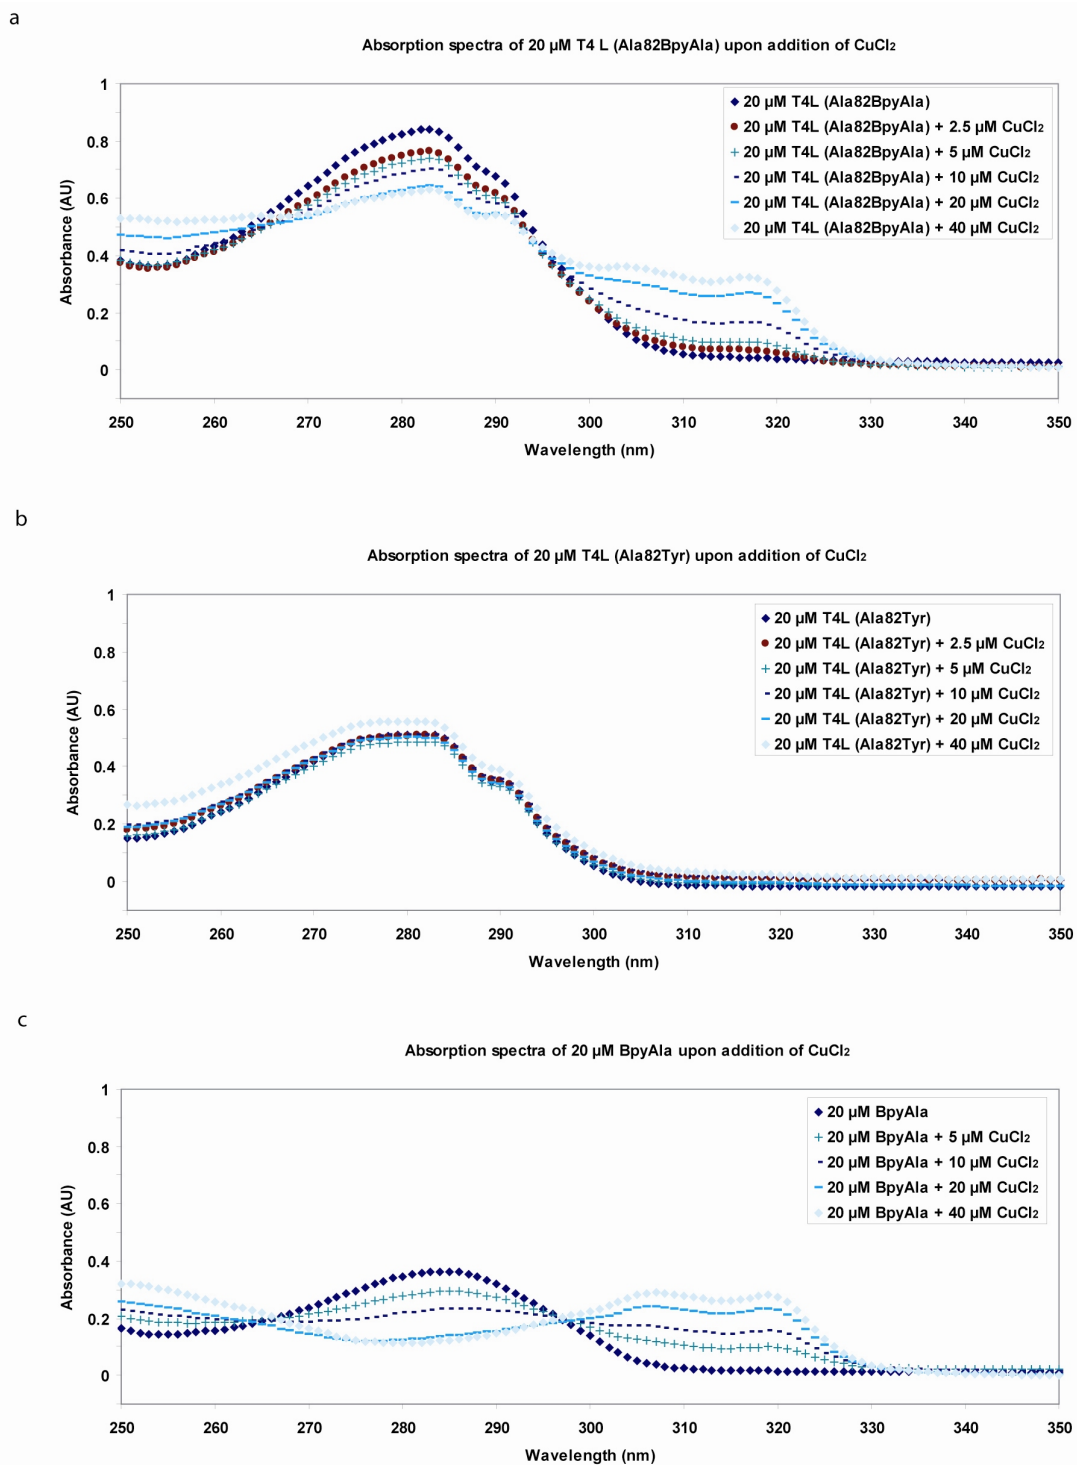 a
Absorption spectra of 20 µM T4 L (Ala82BpyAla) upon addition of CuCl2
1
0.8
0.6
0.4
0.2
0
Absorbance (AU)
20 µM T4L (Ala82BpyAla)
20 µM T4L (Ala82BpyAla) + 2.5 µM CuCl2
20 µM T4L (Ala82BpyAla) + 5 µM CuCl2
20 µM T4L (Ala82BpyAla) + 10 µM CuCl2
20 µM T4L (Ala82BpyAla) + 20 µM CuCl2
20 µM T4L (Ala82BpyAla) + 40 µM CuCl2
250 260 270 280 290 300 310 320 330 340 350
Wavelength (nm)
b
Absorption spectra of 20 µM T4L (Ala82Tyr) upon addition of CuCl2
1
0.8
0.6
0.4
0.2
0
Absorbance (AU)
20 µM T4L (Ala82Tyr)
20 µM T4L (Ala82Tyr) + 2.5 µM CuCl2
20 µM T4L (Ala82Tyr) + 5 µM CuCl2
20 µM T4L (Ala82Tyr) + 10 µM CuCl2
20 µM T4L (Ala82Tyr) + 20 µM CuCl2
20 µM T4L (Ala82Tyr) + 40 µM CuCl2
250 260 270 280 290 300 310 320 330 340 350
Wavelength (nm)
c
Absorption spectra of 20 µM BpyAla upon addition of CuCl2
1
0.8
0.6
0.4
0.2
0
Absorbance (AU)
20 µM BpyAla
20 µM BpyAla + 5 µM CuCl2
20 µM BpyAla + 10 µM CuCl2
20 µM BpyAla + 20 µM CuCl2
20 µM BpyAla + 40 µM CuCl2
250 260 270 280 290 300 310 320 330 340 350
Wavelength (nm)